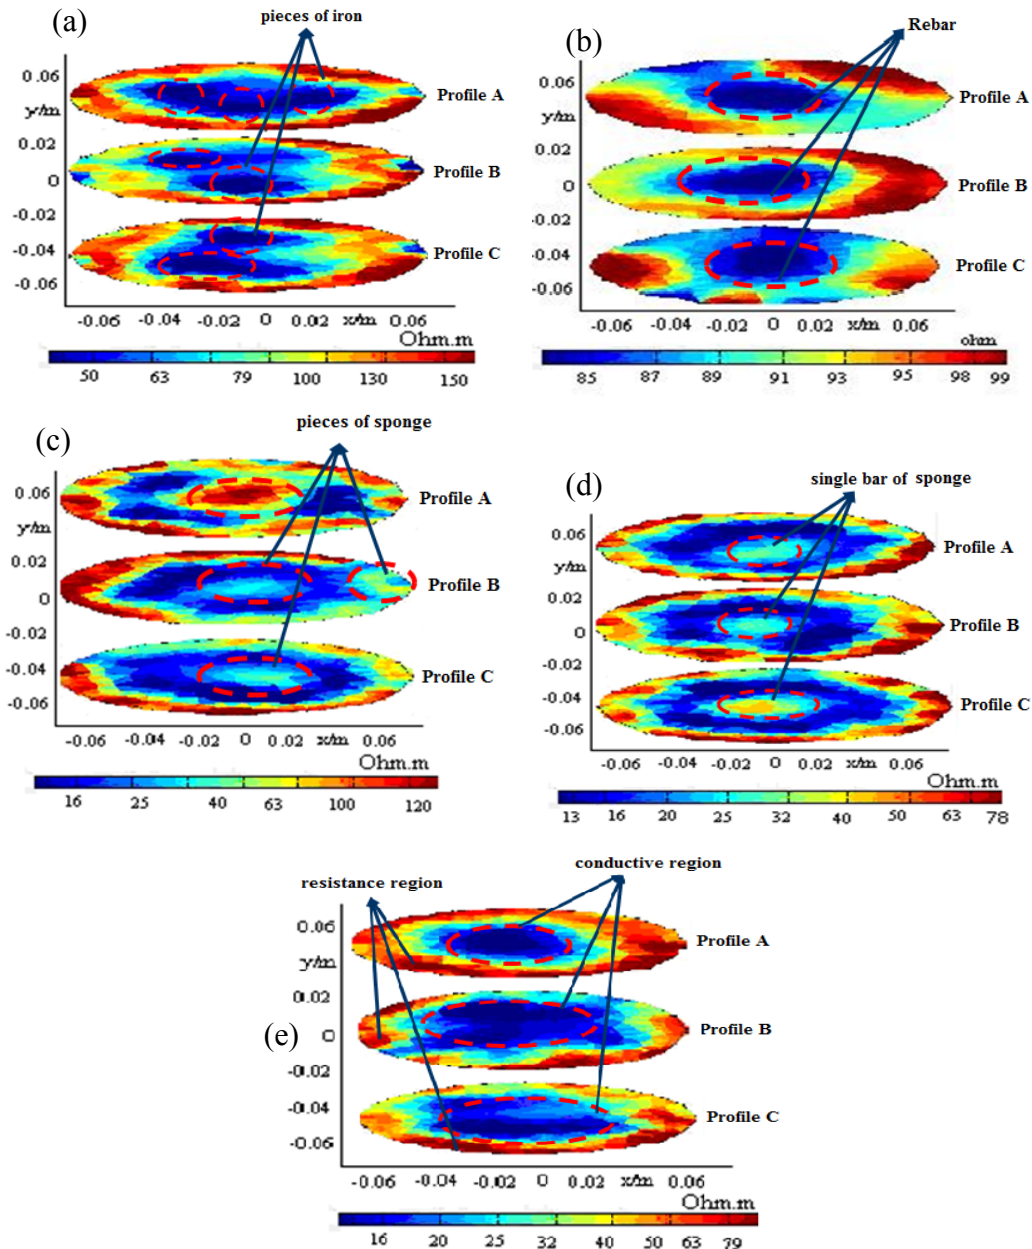 (a)
pieces of iron
0.06
y/m
0.02
0
-0.02
-0.04
-0.06
Profile A
Profile B
Profile C
-0.06 -0.04 -0.02 0 0.02 x/m 0.06
Ohm.m
50 63 79 100 130 150
(b)
Rebar
0.06
y/m
0.02
0
-0.02
-0.04
-0.06
Profile A
Profile B
Profile C
-0.06 -0.04 -0.02 0 0.02 x/m 0.06
ohm
85 87 89 91 93 95 98 99
(c)
pieces of sponge
0.06
y/m
0.02
0
-0.02
-0.04
-0.06
Profile A
Profile B
Profile C
-0.06 -0.04 -0.02 0 0.02 x/m 0.06
Ohm.m
16 25 40 63 100 120
(d)
single bar of sponge
0.06
y/m
0.02
0
-0.02
-0.04
-0.06
Profile A
Profile B
Profile C
-0.06 -0.04 -0.02 0 0.02 x/m 0.06
Ohm.m
13 16 20 25 32 40 50 63 78
(e)
resistance region
conductive region
0.06
y/m
0.02
0
-0.02
-0.04
-0.06
Profile A
Profile B
Profile C
-0.06 -0.04 -0.02 0 0.02 x/m 0.06
Ohm.m
16 20 25 32 40 50 63 79